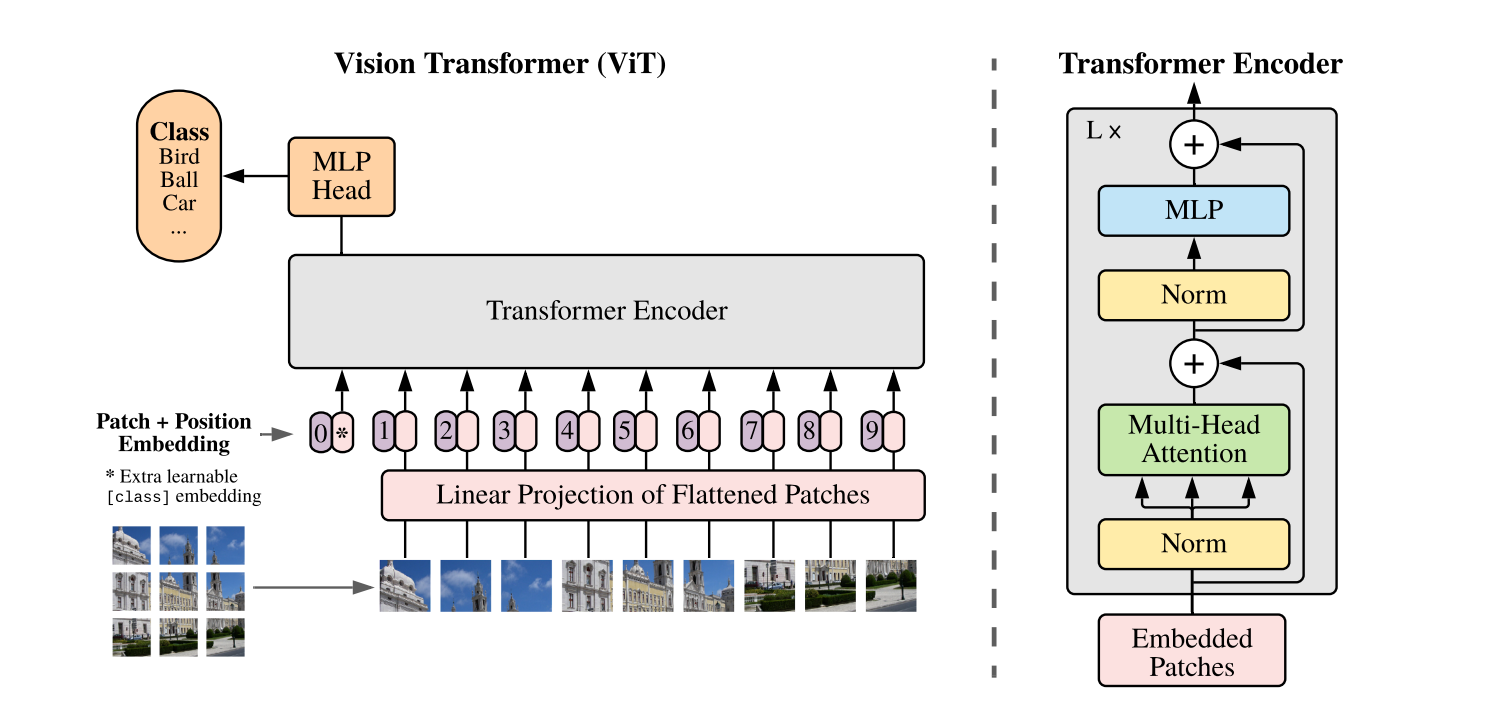 Vision Transformer (ViT)
Class
Bird
Ball
Car
...
MLP
Head
Transformer Encoder
Patch + Position
Embedding
* Extra learnable
[class] embedding
0 * 1 2 3 4 5 6 7 8 9
Linear Projection of Flattened Patches
Transformer Encoder
L ×
+
MLP
Norm
+
Multi-Head
Attention
Norm
Embedded
Patches